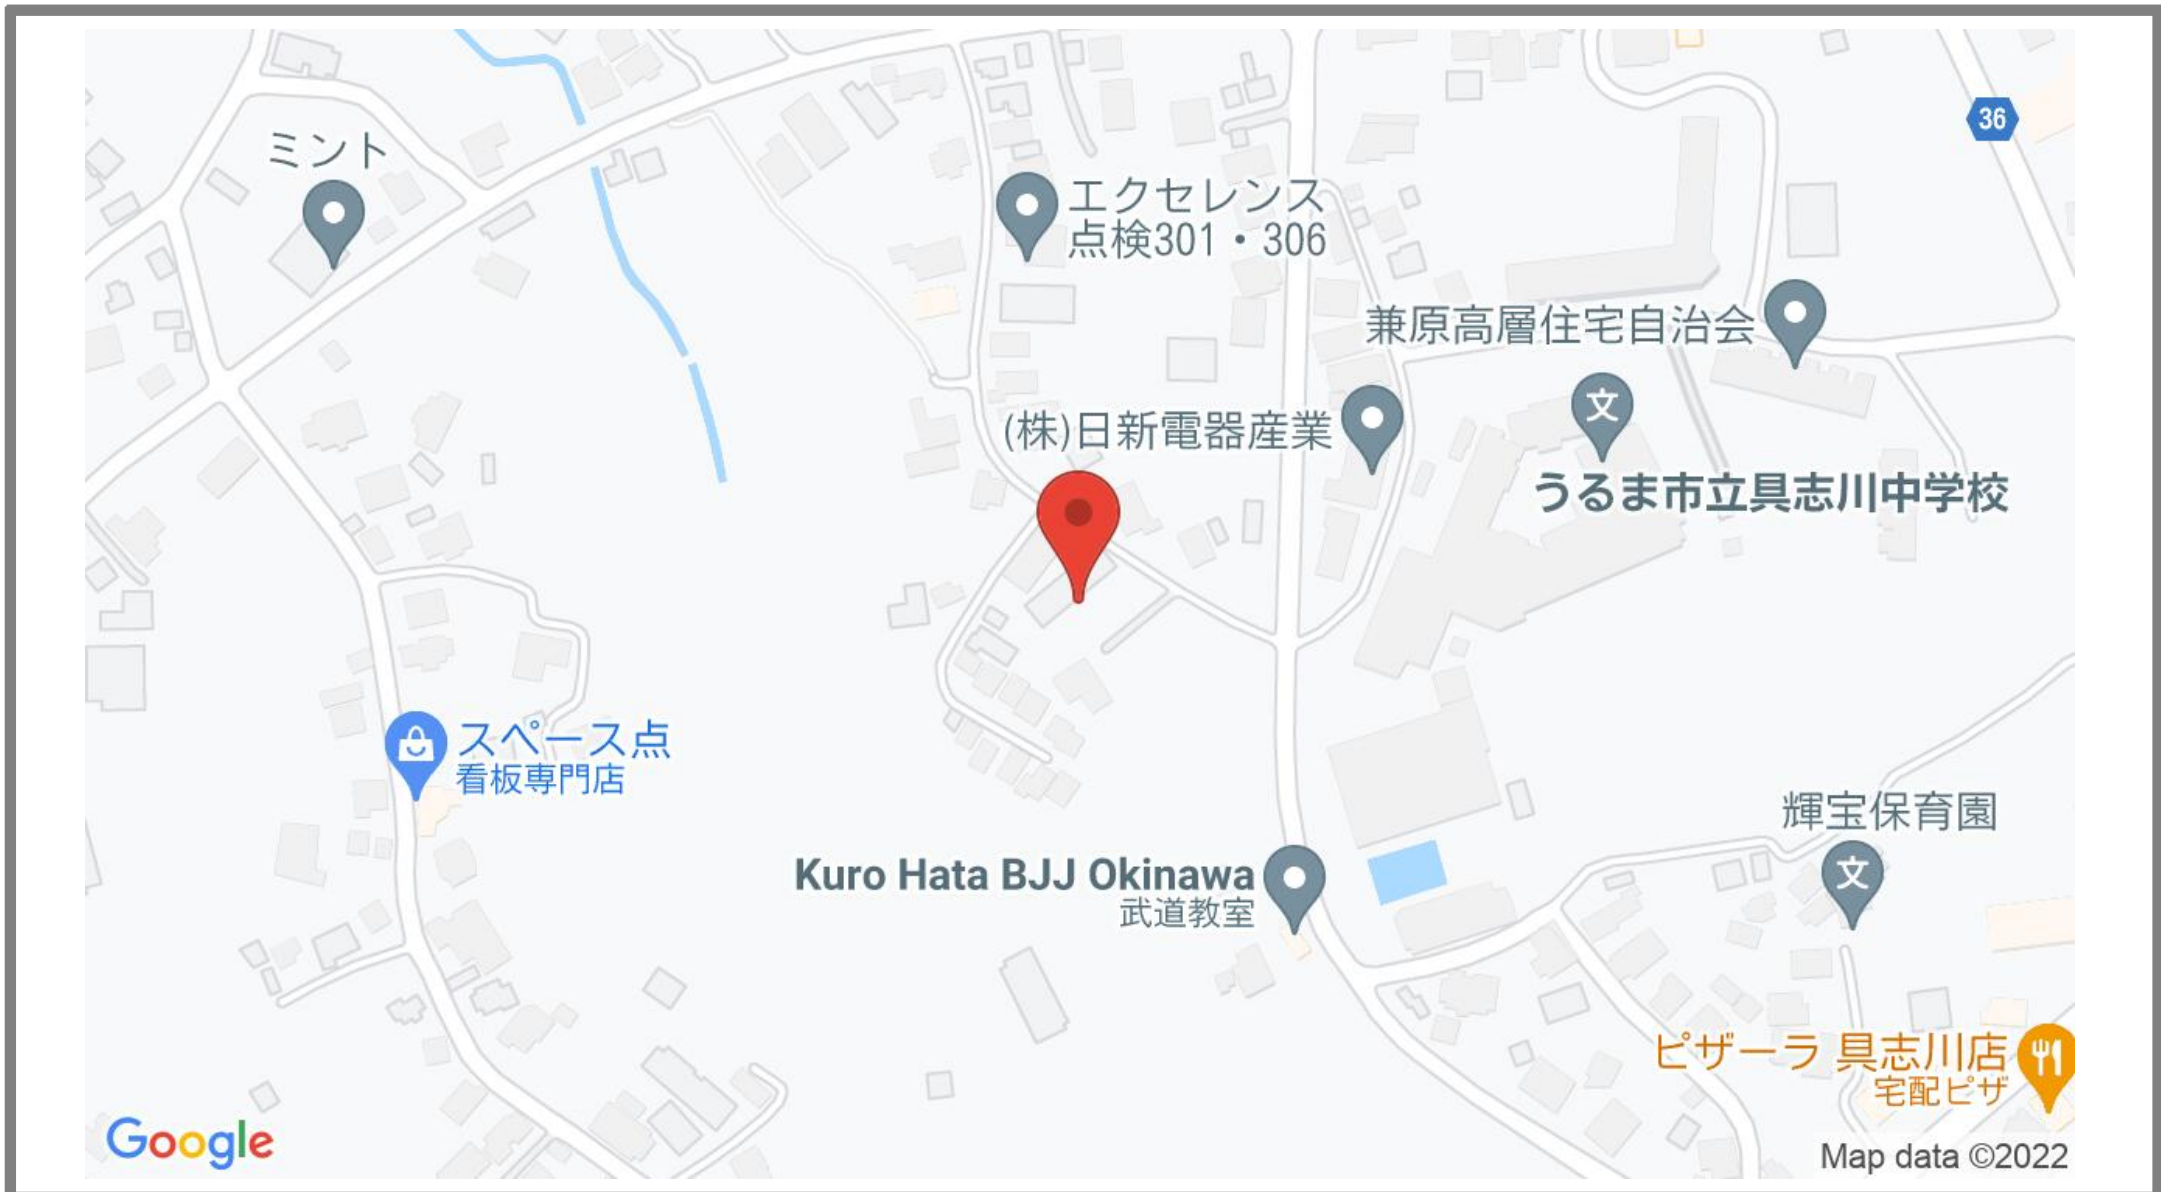 36
ミント
エクセレンス
点検301・306
兼原高層住宅自治会
(株)日新電器産業
文
うるま市立具志川中学校
スペース点
看板専門店
輝宝保育園
文
Kuro Hata BJJ Okinawa
武道教室
ピザーラ 具志川店
宅配ピザ
Google
Map data ©2022